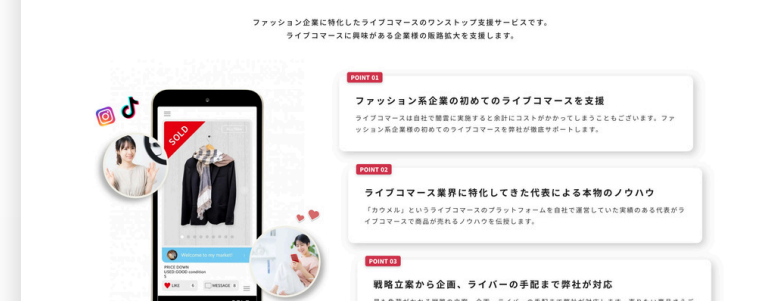 ファッション企業に特化したライブコマースのワンストップ支援サービスです。
ライブコマースに興味がある企業様の販路拡大を支援します。
POINT 01
ファッション系企業の初めてのライブコマースを支援
ライブコマースは自社で闇雲に実施すると余計にコストがかかってしまうこともございます。ファ
ッション系企業様の初めてのライブコマースを弊社が徹底サポートします。
SOLD
POINT 02
ライブコマース業界に特化してきた代表による本物のノウハウ
「カウメル」というライブコマースのプラットフォームを自社で運営していた実績のある代表がラ
イブコマースで商品が売れるノウハウを伝授します。
Welcome to my market!!
PRICE DOWN
USED GOOD condition
LIKE
MESSAGE
POINT 03
戦略立案から企画、ライバーの手配まで弊社が対応